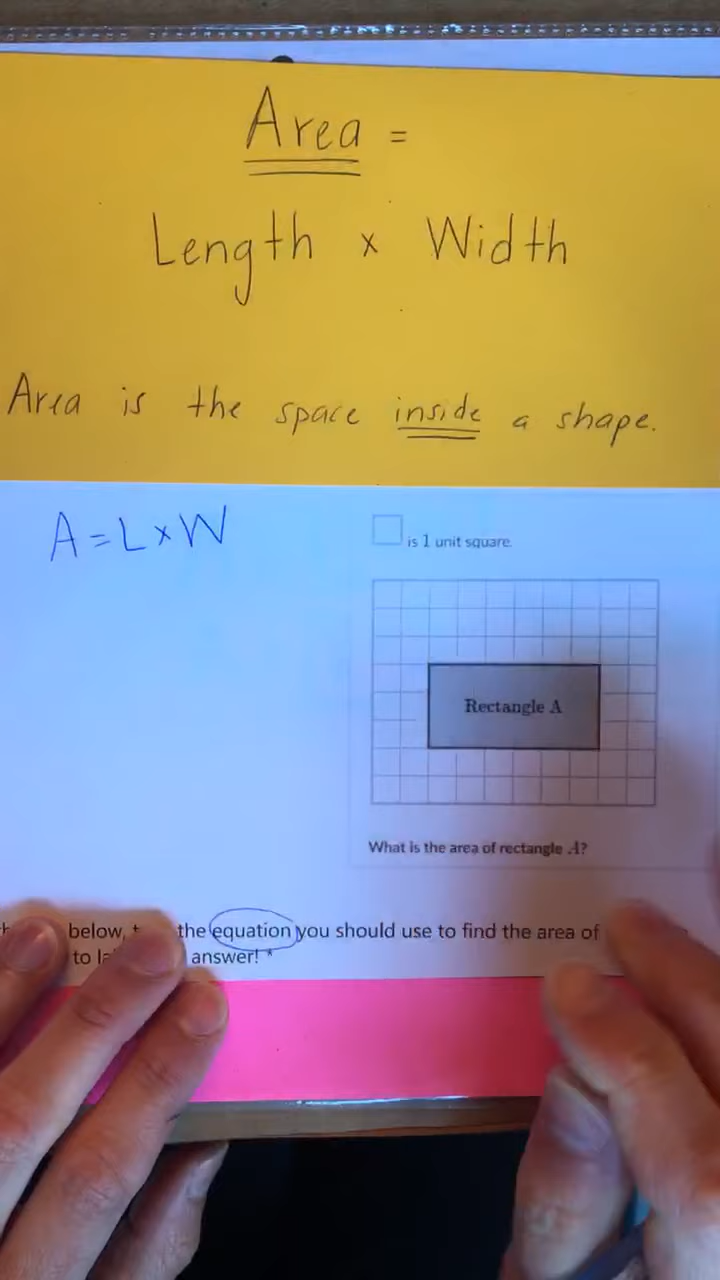 Area =
Length x Width
Area is the space inside a shape.
A = L x W
is 1 unit square.
Rectangle A
What is the area of rectangle A?
below, the equation you should use to find the area of
to answer! *